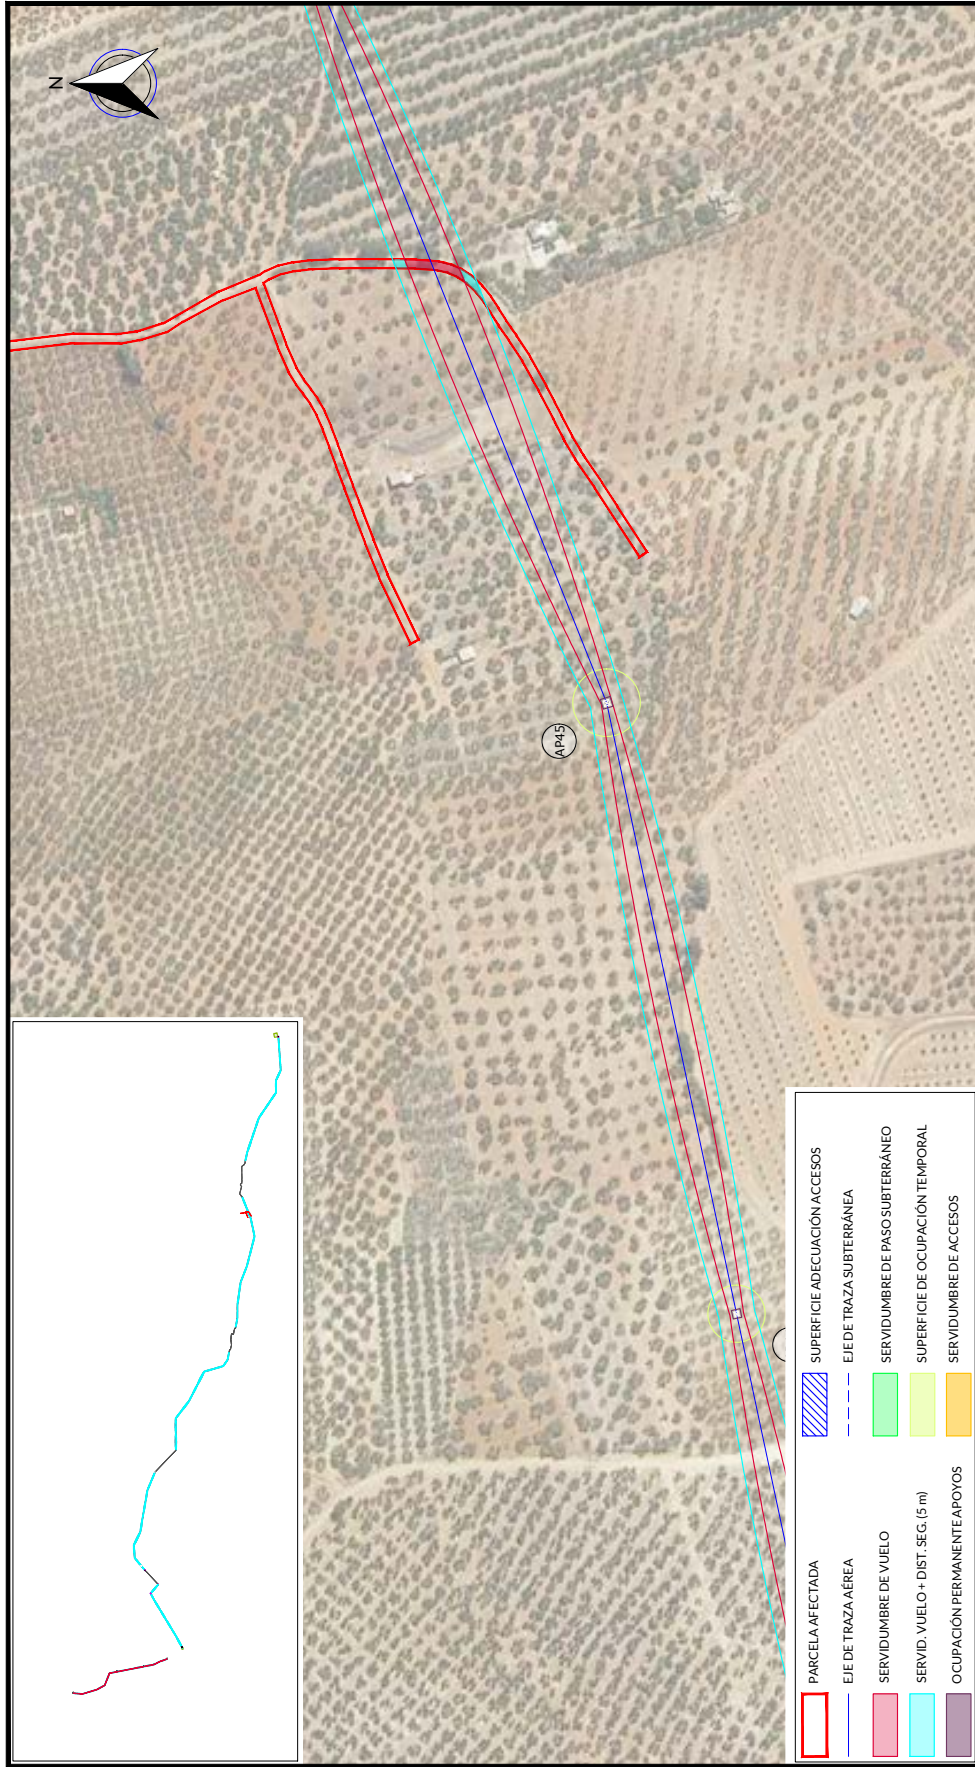 N
AP45
PARCELA AFECTADA
EJE DE TRAZA AÉREA
SERVIDUMBRE DE VUELO
SERVID. VUELO + DIST. SEG. (5 m)
OCUPACIÓN PERMANENTE APOYOS
SUPERFICIE ADECUACIÓN ACCESOS
EJE DE TRAZA SUBTERRÁNEA
SERVIDUMBRE DE PASO SUBTERRÁNEO
SUPERFICIE DE OCUPACIÓN TEMPORAL
SERVIDUMBRE DE ACCESOS